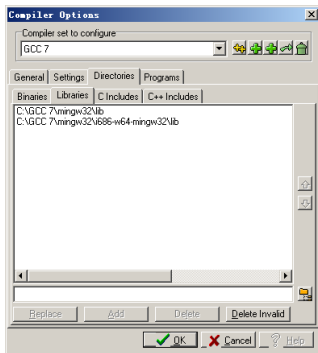 Compiler Options
Compiler set to configure
GCC 7
General Settings Directories Programs
Binaries Libraries C Includes C++ Includes
C:\GCC 7\mingw32\lib
C:\GCC 7\mingw32\i686-w64-mingw32\lib
Replace Add Delete Delete Invalid
OK Cancel Help